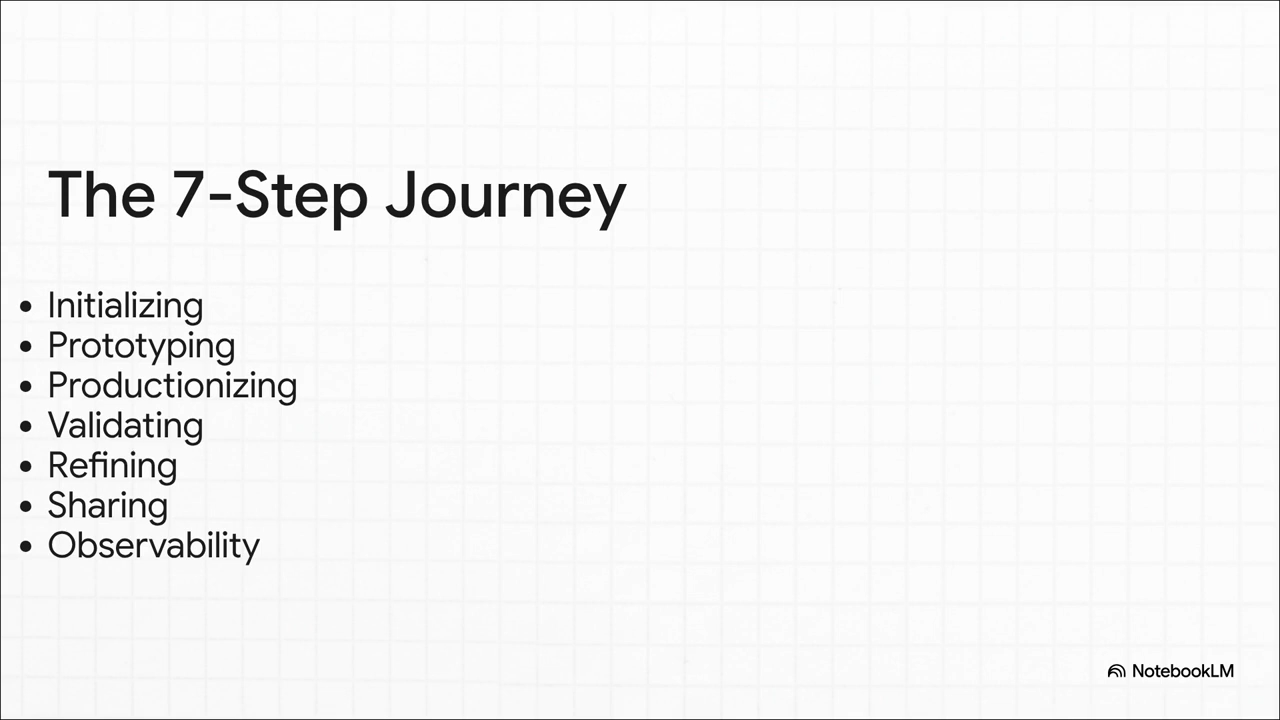 The 7-Step Journey
• Initializing
• Prototyping
• Productionizing
• Validating
• Refining
• Sharing
• Observability
NotebookLM